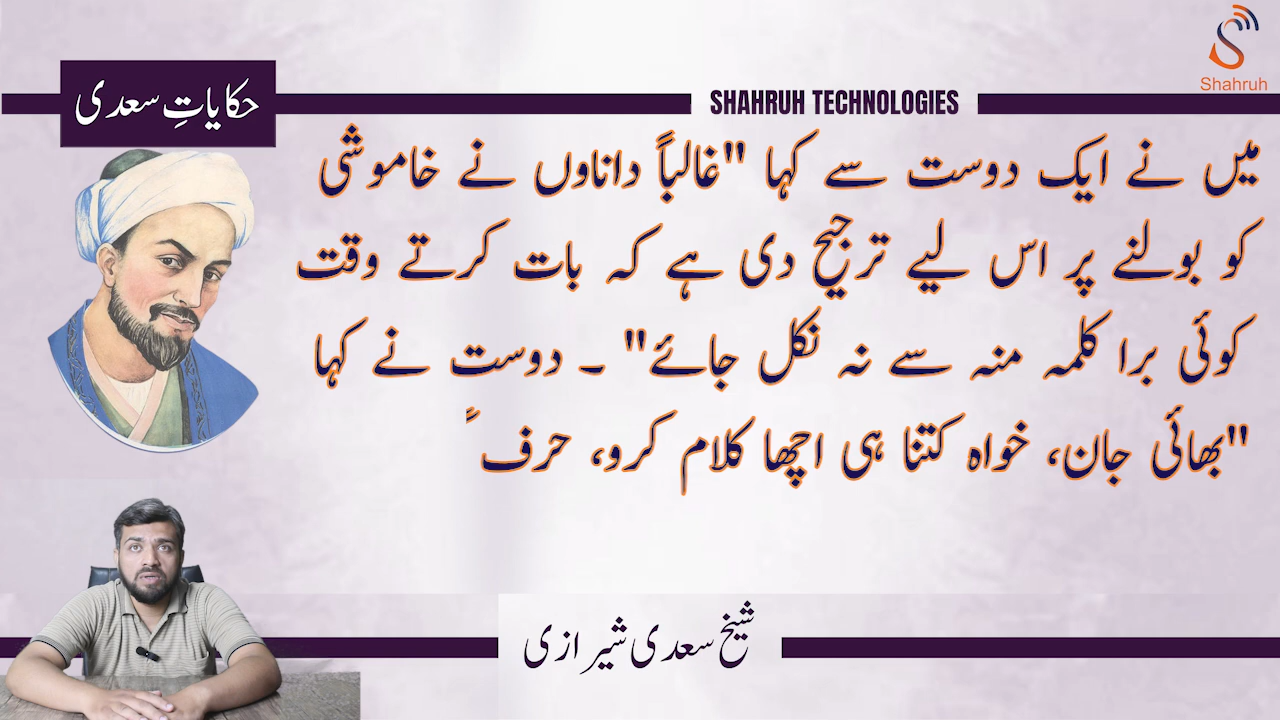 Shahruh
حکایاتِ سعدی
SHAHRUH TECHNOLOGIES
میں نے ایک دوست سے کہا "غالباً داناوں نے خاموشی
کو بولنے پر اس لیے ترجیح دی ہے کہ بات کرتے وقت
کوئی برا کلمہ منہ سے نہ نکل جائے" ۔ دوست نے کہا
"بھائی جان، خواہ کتنا ہی اچھا کلام کرو، حرف
شیخ سعدی شیرازی